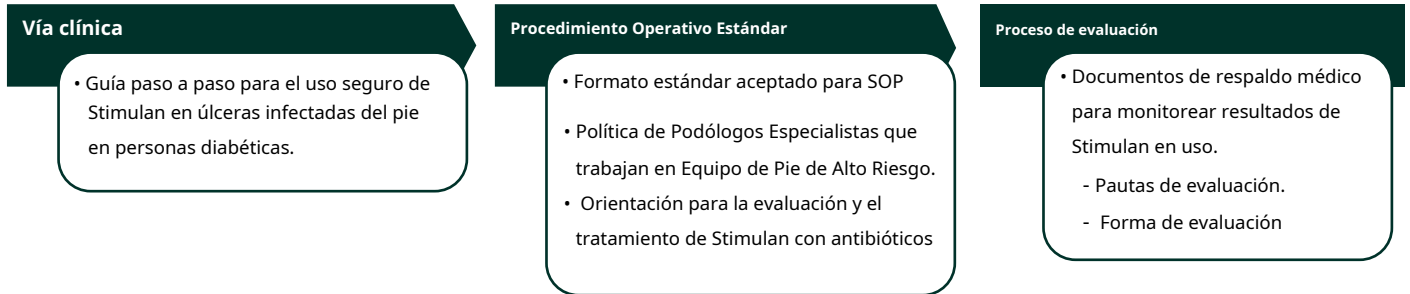 Vía clínica
• Guía paso a paso para el uso seguro de
Stimulan en úlceras infectadas del pie
en personas diabéticas.
Procedimiento Operativo Estándar
• Formato estándar aceptado para SOP
• Política de Podólogos Especialistas que
trabajan en Equipo de Pie de Alto Riesgo.
• Orientación para la evaluación y el
tratamiento de Stimulan con antibióticos
Proceso de evaluación
• Documentos de respaldo médico
para monitorear resultados de
Stimulan en uso.
- Pautas de evaluación.
- Forma de evaluación